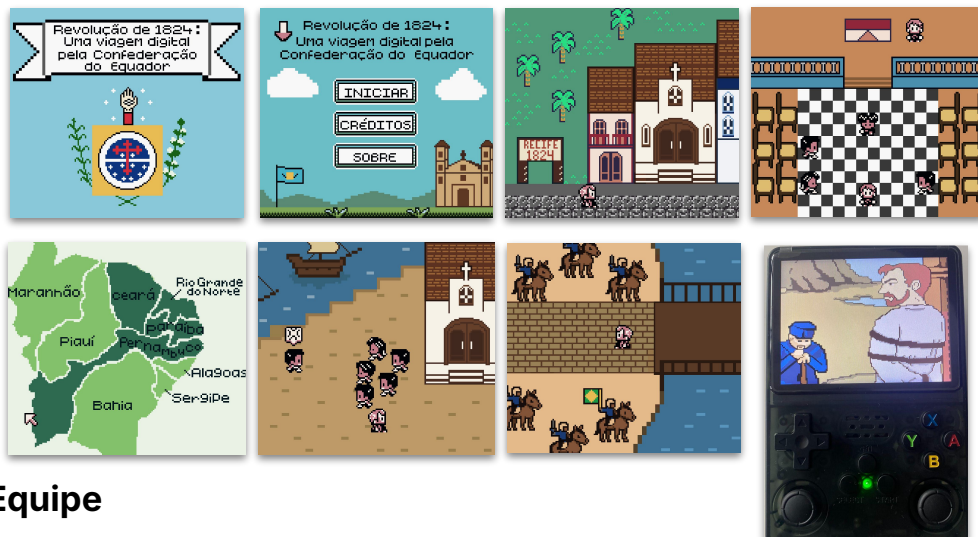 Revolução de 1824:
Uma viagem digital
pela Confederação
do Equador
Revolução de 1824:
Uma viagem digital pela
Confederação do Equador
INICIAR
CRÉDITOS
SOBRE
RECIFE
1824
Maranhão
Ceará
Rio Grande
do Norte
Paraíba
Piauí
Pernambuco
Alagoas
Sergipe
Bahia
X
Y
A
B
Equipe